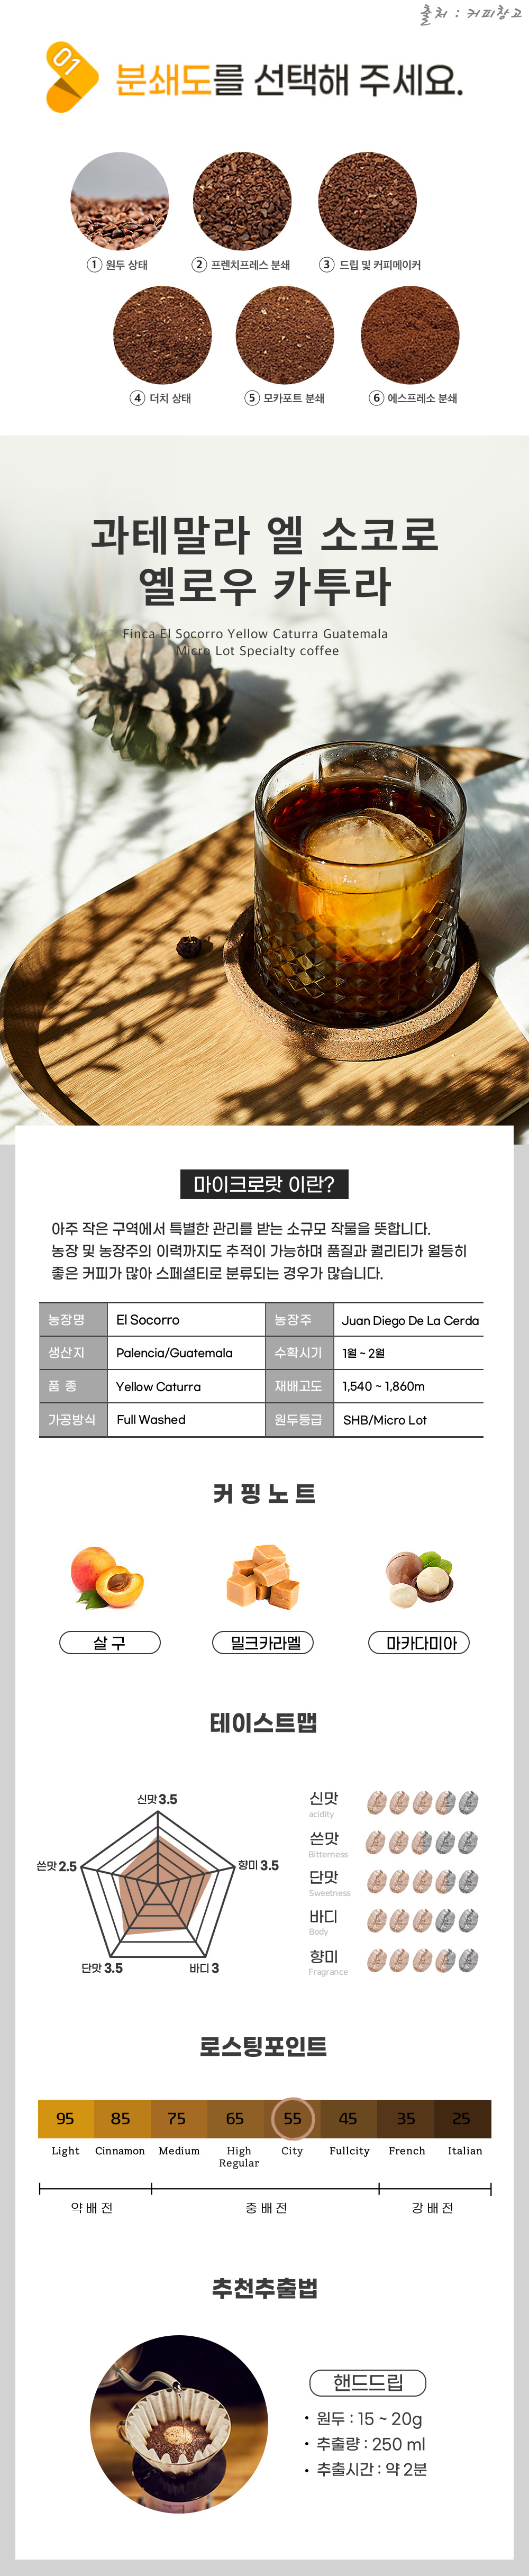 출처 : 커피창고
01
분쇄도를 선택해 주세요.
① 원두 상태
② 프렌치프레스 분쇄
③ 드립 및 커피메이커
④ 더치 상태
⑤ 모카포트 분쇄
⑥ 에스프레소 분쇄
과테말라 엘 소코로
옐로우 카투라
Finca El Socorro Yellow Caturra Guatemala
Micro Lot Specialty coffee
마이크로랏 이란?
아주 작은 구역에서 특별한 관리를 받는 소규모 작물을 뜻합니다.
농장 및 농장주의 이력까지도 추적이 가능하며 품질과 퀄리티가 월등히
좋은 커피가 많아 스페셜티로 분류되는 경우가 많습니다.
농장명 El Socorro 농장주 Juan Diego De La Cerda
생산지 Palencia/Guatemala 수확시기 1월 ~ 2월
품 종 Yellow Caturra 재배고도 1,540 ~ 1,860m
가공방식 Full Washed 원두등급 SHB/Micro Lot
커핑노트
살구
밀크카라멜
마카다미아
테이스트맵
신맛 3.5
쓴맛 2.5
향미 3.5
단맛 3.5
바디 3
신맛
acidity
쓴맛
Bitterness
단맛
Sweetness
바디
Body
향미
Fragrance
로스팅포인트
95 85 75 65 55 45 35 25
Light Cinnamon Medium High Regular City Fullcity French Italian
약배전 중배전 강배전
추천추출법
핸드드립
• 원두 : 15 ~ 20g
• 추출량 : 250 ml
• 추출시간 : 약 2분